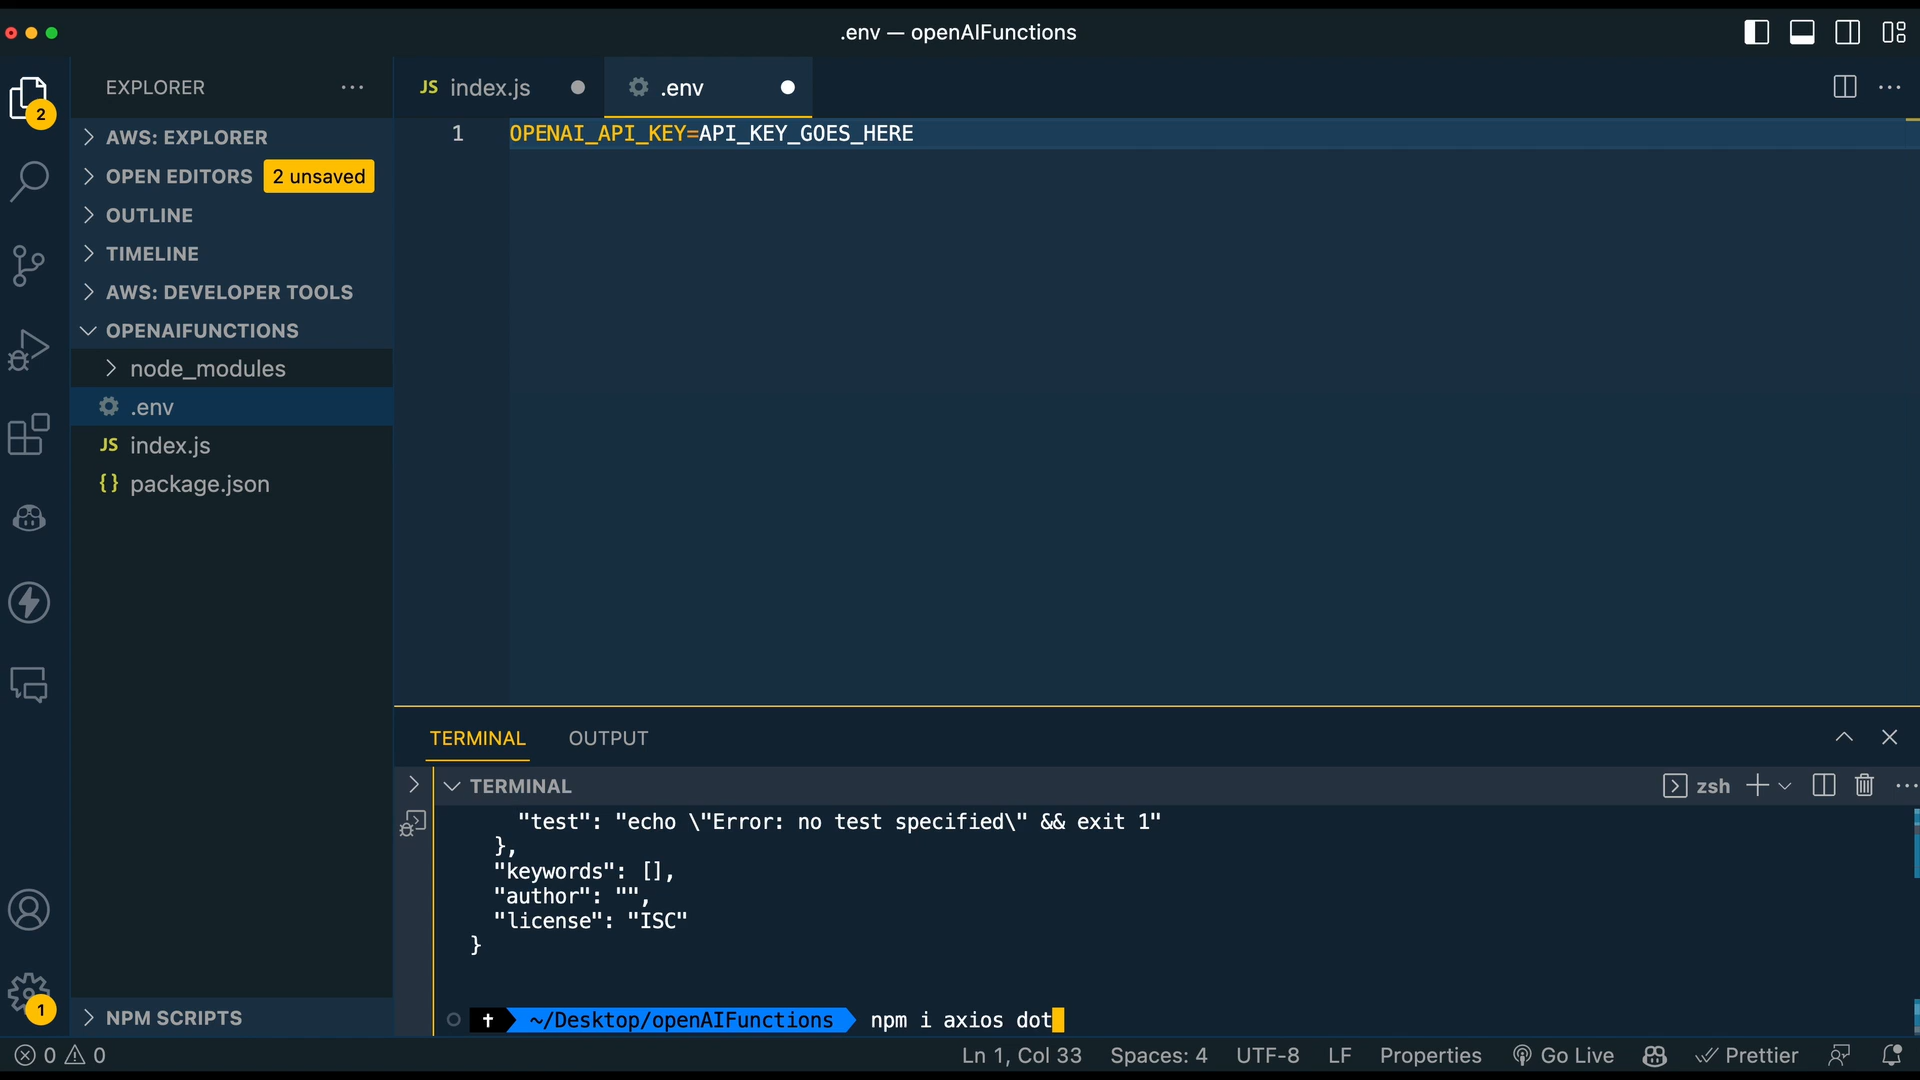 .env — openAIFunctions
2
EXPLORER
JS index.js
.env
AWS: EXPLORER
OPEN EDITORS 2 unsaved
OUTLINE
TIMELINE
AWS: DEVELOPER TOOLS
OPENAIFUNCTIONS
node_modules
.env
JS index.js
{} package.json
1 OPENAI_API_KEY=API_KEY_GOES_HERE
TERMINAL OUTPUT
TERMINAL
zsh
"test": "echo \"Error: no test specified\" && exit 1"
},
"keywords": [],
"author": "",
"license": "ISC"
}
~/Desktop/openAIFunctions npm i axios dot
1
NPM SCRIPTS
0 0
Ln 1, Col 33 Spaces: 4 UTF-8 LF Properties Go Live Prettier